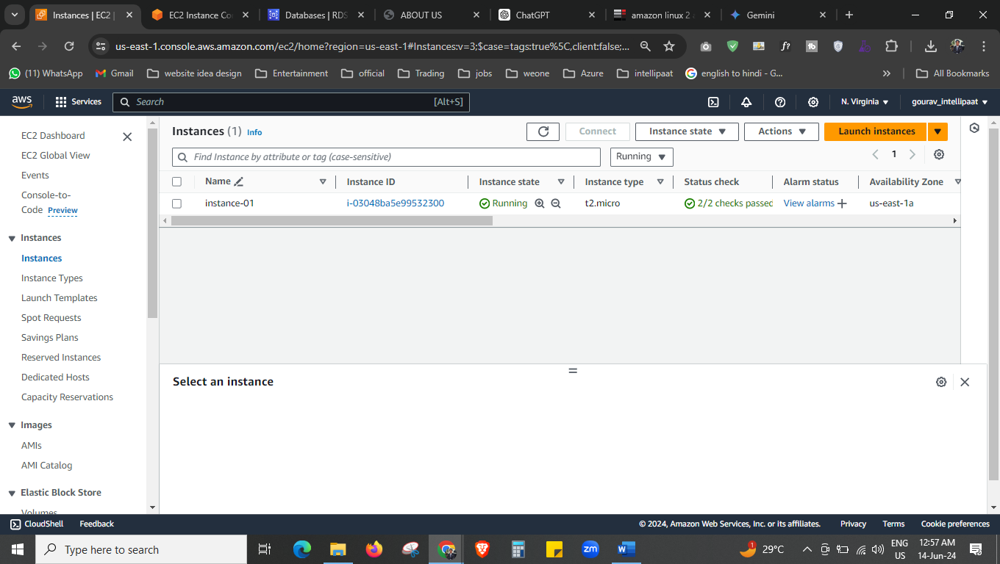 Instances | EC2 |
EC2 Instance Co
Databases | RDS
ABOUT US
ChatGPT
amazon linux 2 a
Gemini
us-east-1.console.aws.amazon.com/ec2/home?region=us-east-1#Instances:v=3;$case=tags:true%5C,client:false;...
(11) WhatsApp
Gmail
website idea design
Entertainment
official
Trading
jobs
weone
Azure
intellipaat
english to hindi - G...
All Bookmarks
aws
Services
Search
[Alt+S]
N. Virginia
gourav_intellipaat
EC2 Dashboard
EC2 Global View
Events
Console-to-
Code Preview
Instances
Instances
Instance Types
Launch Templates
Spot Requests
Savings Plans
Reserved Instances
Dedicated Hosts
Capacity Reservations
Images
AMIs
AMI Catalog
Elastic Block Store
Volumes
Instances (1) Info
Connect
Instance state
Actions
Launch instances
Find Instance by attribute or tag (case-sensitive)
Running
1
Name
Instance ID
Instance state
Instance type
Status check
Alarm status
Availability Zone
instance-01
i-03048ba5e99532300
Running
t2.micro
2/2 checks passed
View alarms
us-east-1a
Select an instance
CloudShell
Feedback
© 2024, Amazon Web Services, Inc. or its affiliates.
Privacy
Terms
Cookie preferences
Type here to search
zm
1
29°C
ENG
US
12:57 AM
14-Jun-24